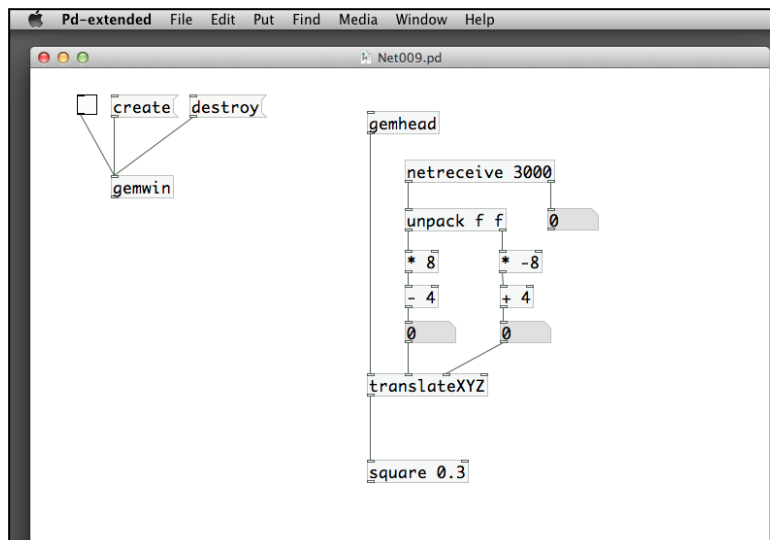 Pd-extended File Edit Put Find Media Window Help
Net009.pd
create destroy
gemhead
netreceive 3000
gemwin
unpack f f 0
* 8 * -8
- 4 + 4
0 0
translateXYZ
square 0.3